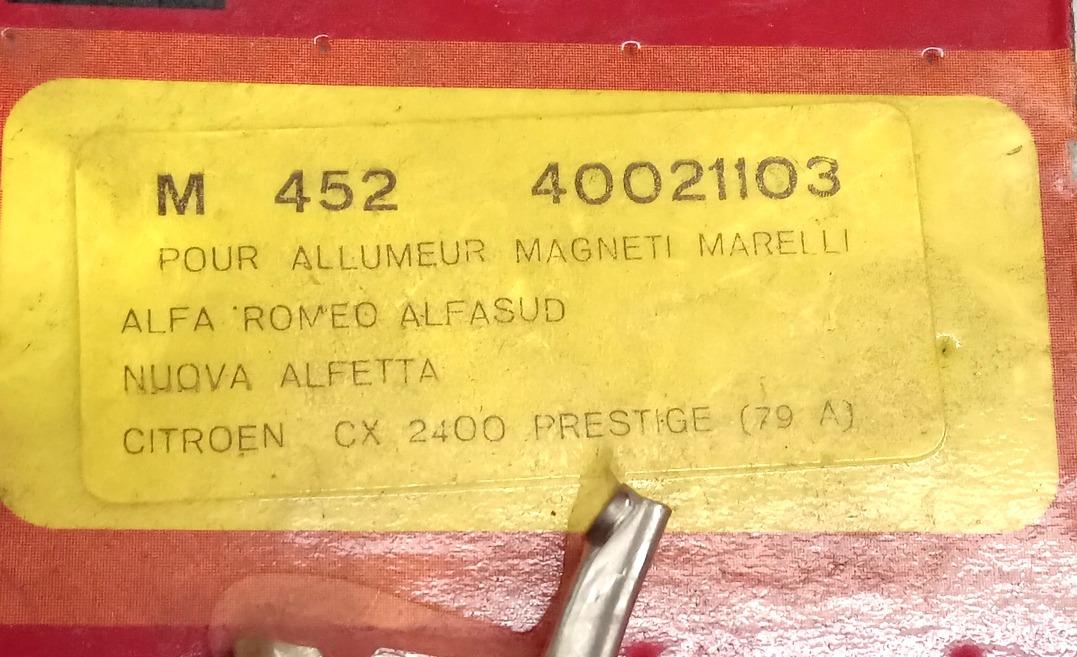 M 452 40021103
POUR ALLUMEUR MAGNETI MARELLI
ALFA ROMEO ALFASUD
NUOVA ALFETTA
CITROEN CX 2400 PRESTIGE (79 A)